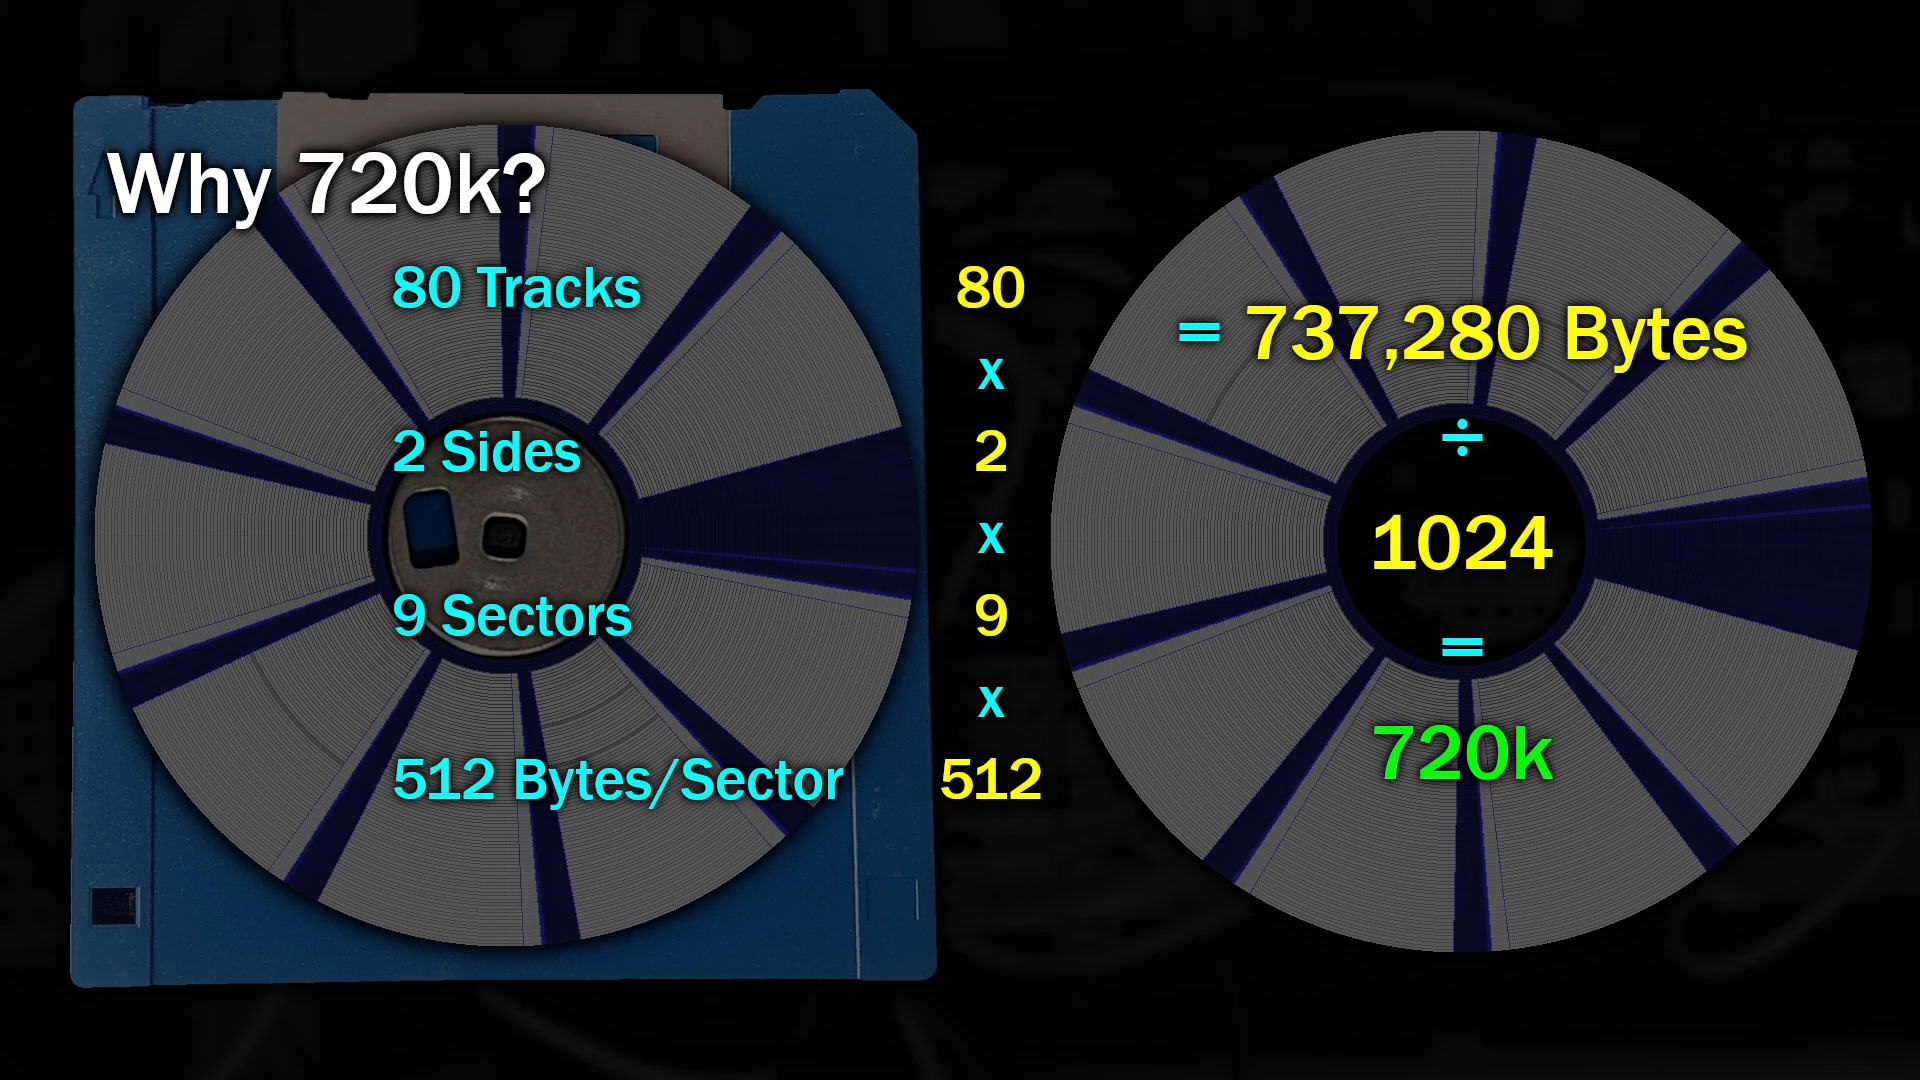 Why 720k?
80 Tracks
2 Sides
9 Sectors
512 Bytes/Sector
80
x
2
x
9
x
512
= 737,280 Bytes
÷
1024
=
720k